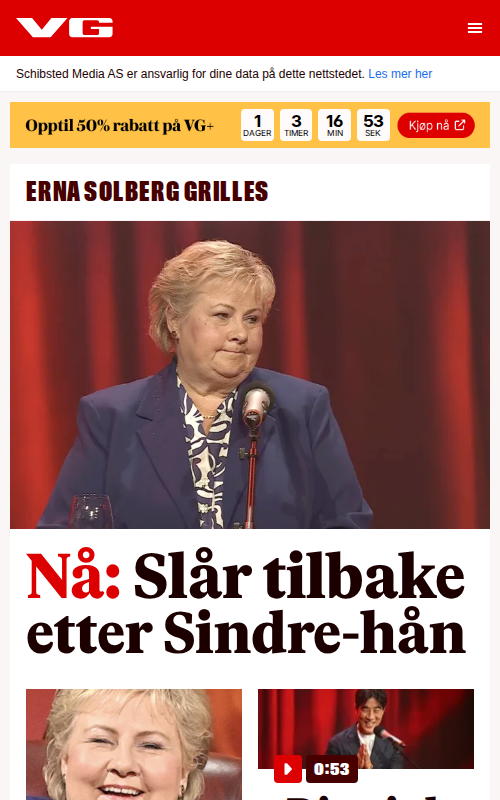 VG
Schibsted Media AS er ansvarlig for dine data på dette nettstedet. Les mer her
Opptil 50% rabatt på VG+
1 DAGER
3 TIMER
16 MIN
53 SEK
Kjøp nå
ERNA SOLBERG GRILLES
Nå: Slår tilbake
etter Sindre-hån
0:53